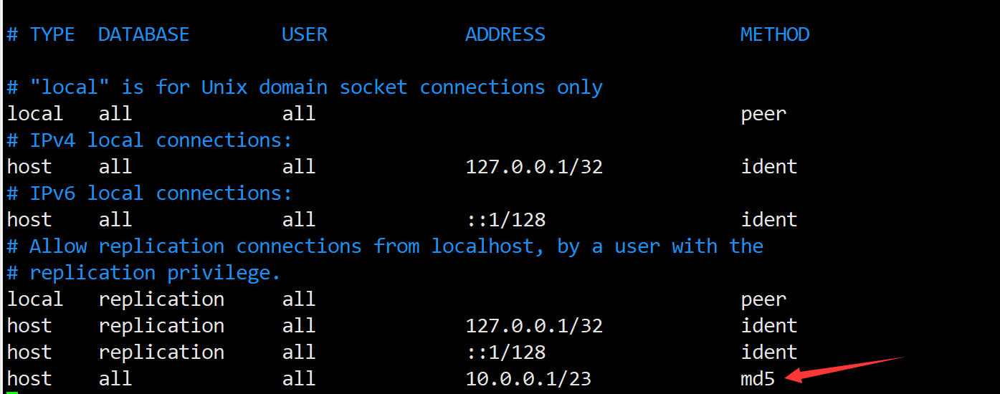 # TYPE  DATABASE        USER            ADDRESS                 METHOD
# "local" is for Unix domain socket connections only
local   all             all                                     peer
# IPv4 local connections:
host    all             all             127.0.0.1/32            ident
# IPv6 local connections:
host    all             all             ::1/128                 ident
# Allow replication connections from localhost, by a user with the
# replication privilege.
local   replication     all                                     peer
host    replication     all             127.0.0.1/32            ident
host    replication     all             ::1/128                 ident
host    all             all             10.0.0.1/23             md5